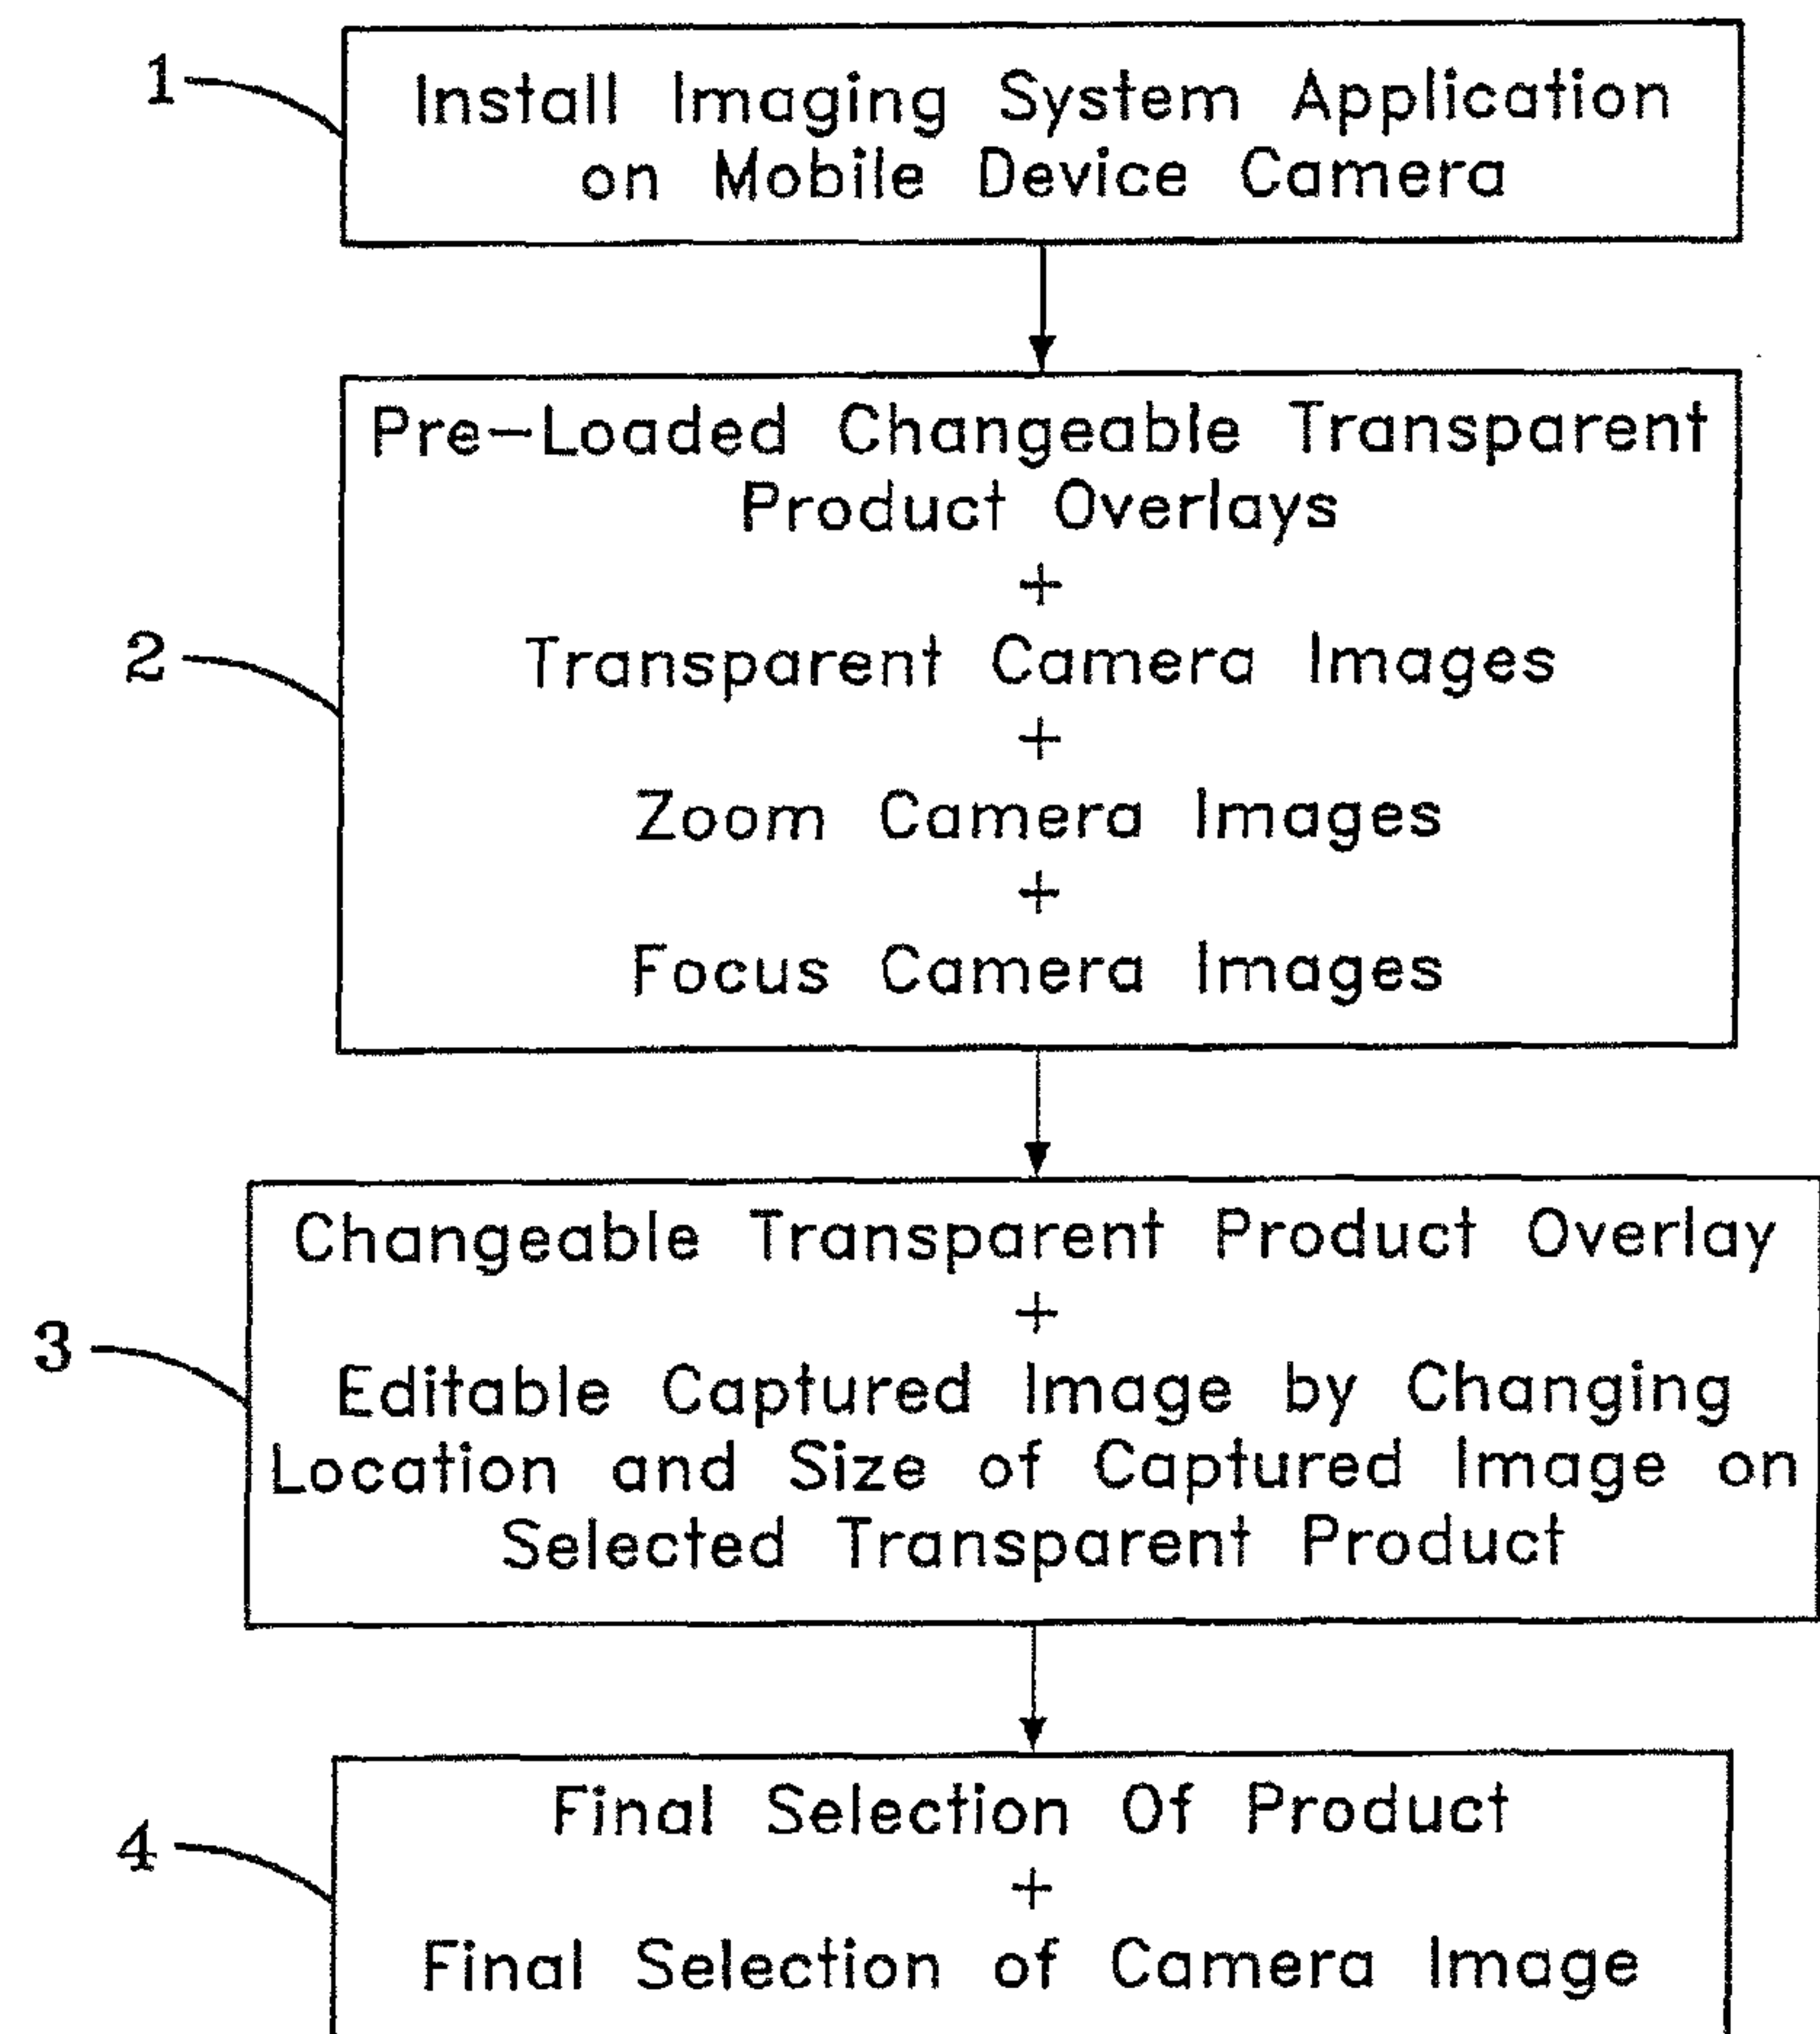 1
Install Imaging System Application
on Mobile Device Camera
2
Pre-Loaded Changeable Transparent
Product Overlays
+
Transparent Camera Images
+
Zoom Camera Images
+
Focus Camera Images
3
Changeable Transparent Product Overlay
+
Editable Captured Image by Changing
Location and Size of Captured Image on
Selected Transparent Product
4
Final Selection Of Product
+
Final Selection of Camera Image